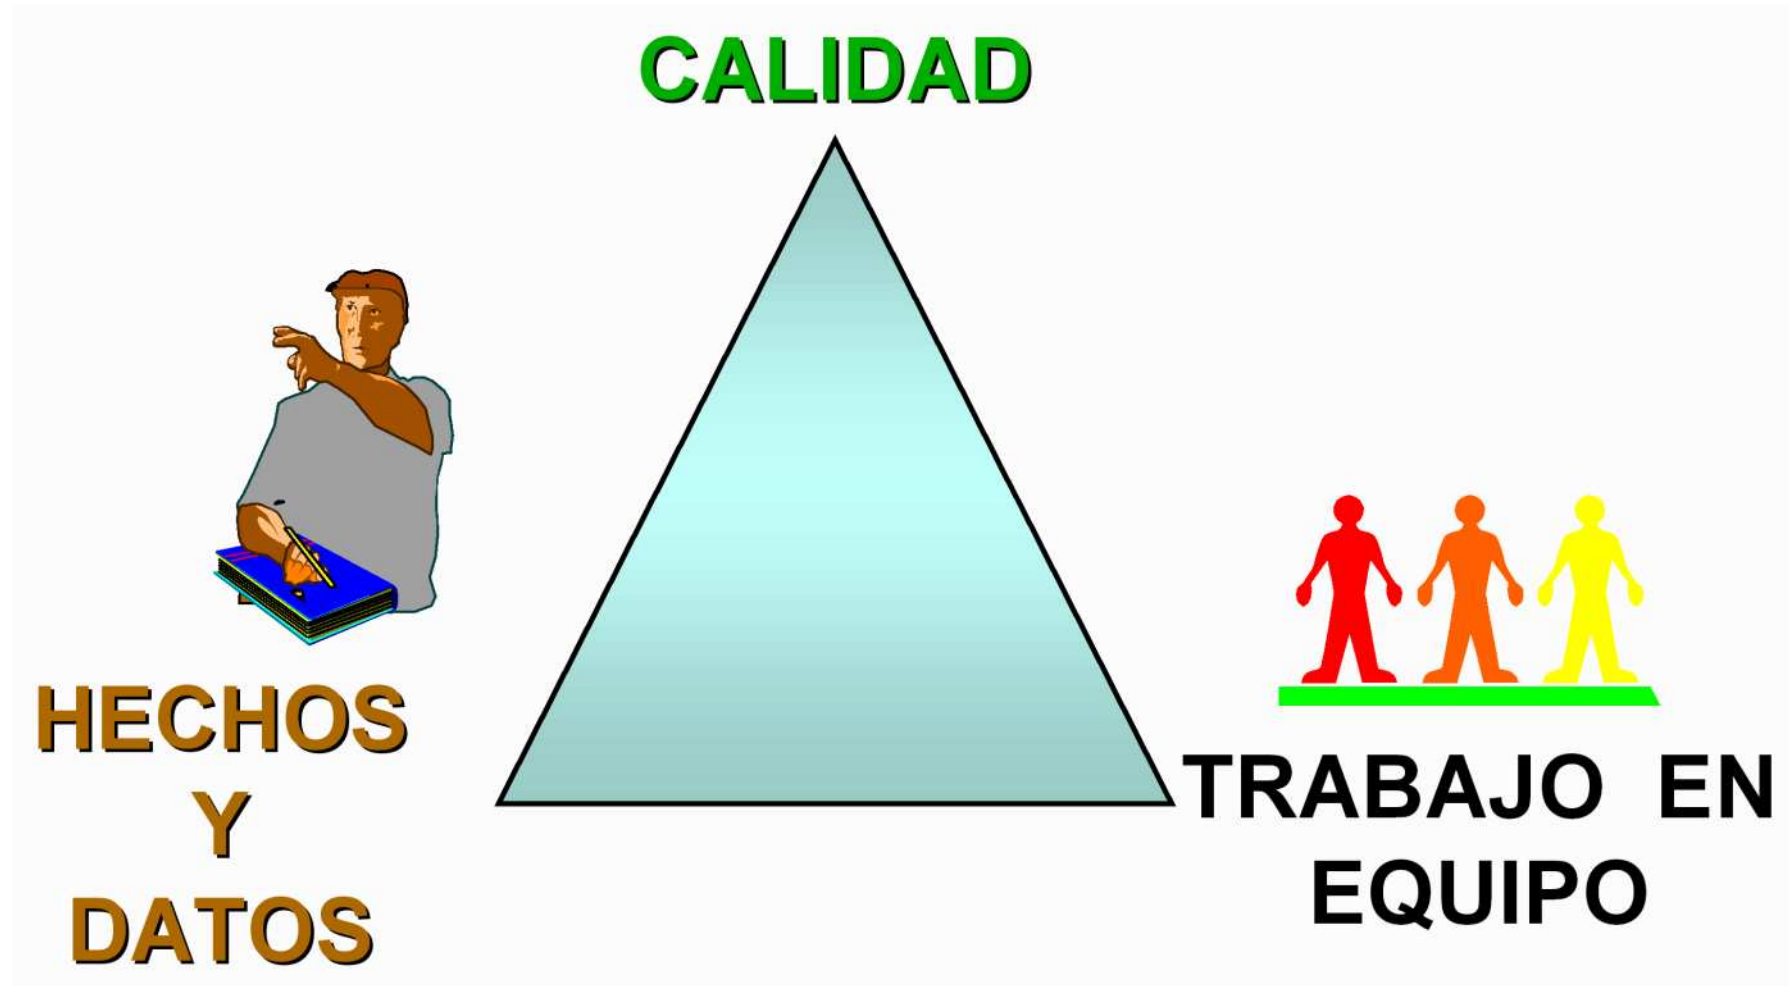 CALIDAD
HECHOS
Y
DATOS
TRABAJO EN
EQUIPO